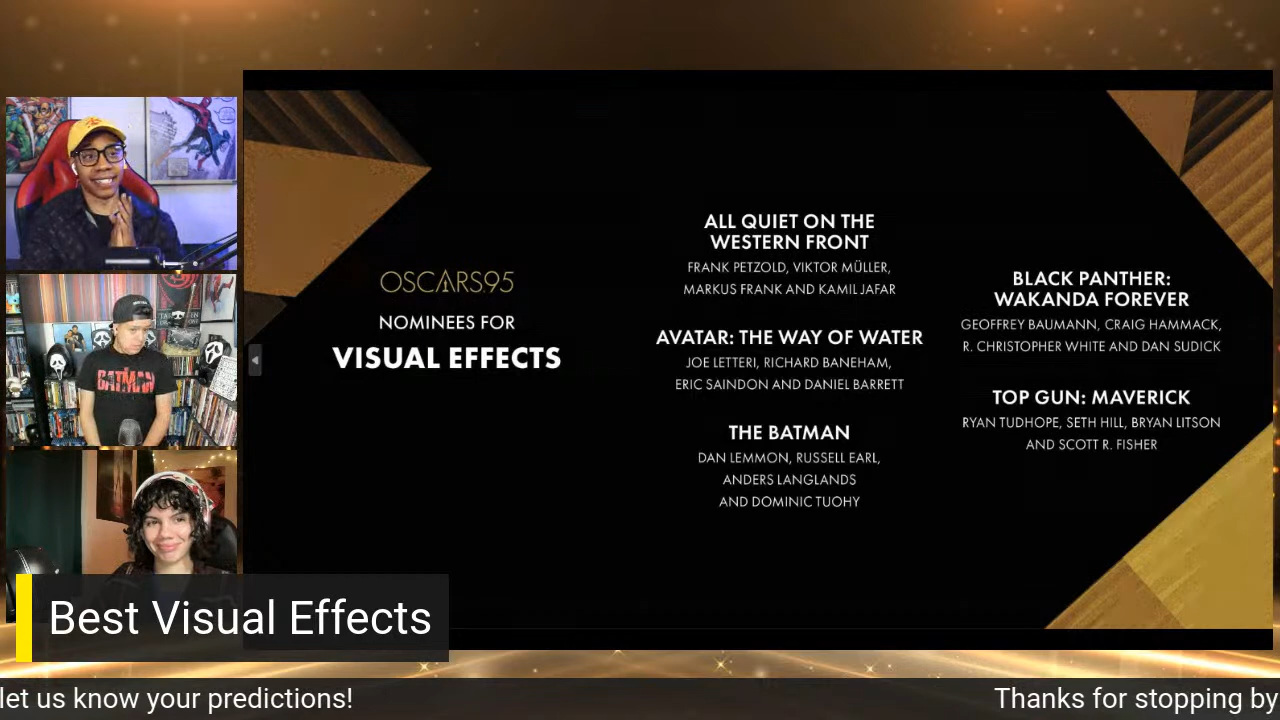 OSCARS95
NOMINEES FOR
VISUAL EFFECTS
ALL QUIET ON THE
WESTERN FRONT
FRANK PETZOLD, VIKTOR MÜLLER,
MARKUS FRANK AND KAMIL JAFAR
AVATAR: THE WAY OF WATER
JOE LETTERI, RICHARD BANEHAM,
ERIC SAINDON AND DANIEL BARRETT
THE BATMAN
DAN LEMMON, RUSSELL EARL,
ANDERS LANGLANDS
AND DOMINIC TUOHY
BLACK PANTHER:
WAKANDA FOREVER
GEOFFREY BAUMANN, CRAIG HAMMACK,
R. CHRISTOPHER WHITE AND DAN SUDICK
TOP GUN: MAVERICK
RYAN TUDHOPE, SETH HILL, BRYAN LITSON
AND SCOTT R. FISHER
BATMAN
Best Visual Effects
let us know your predictions!
Thanks for stopping by